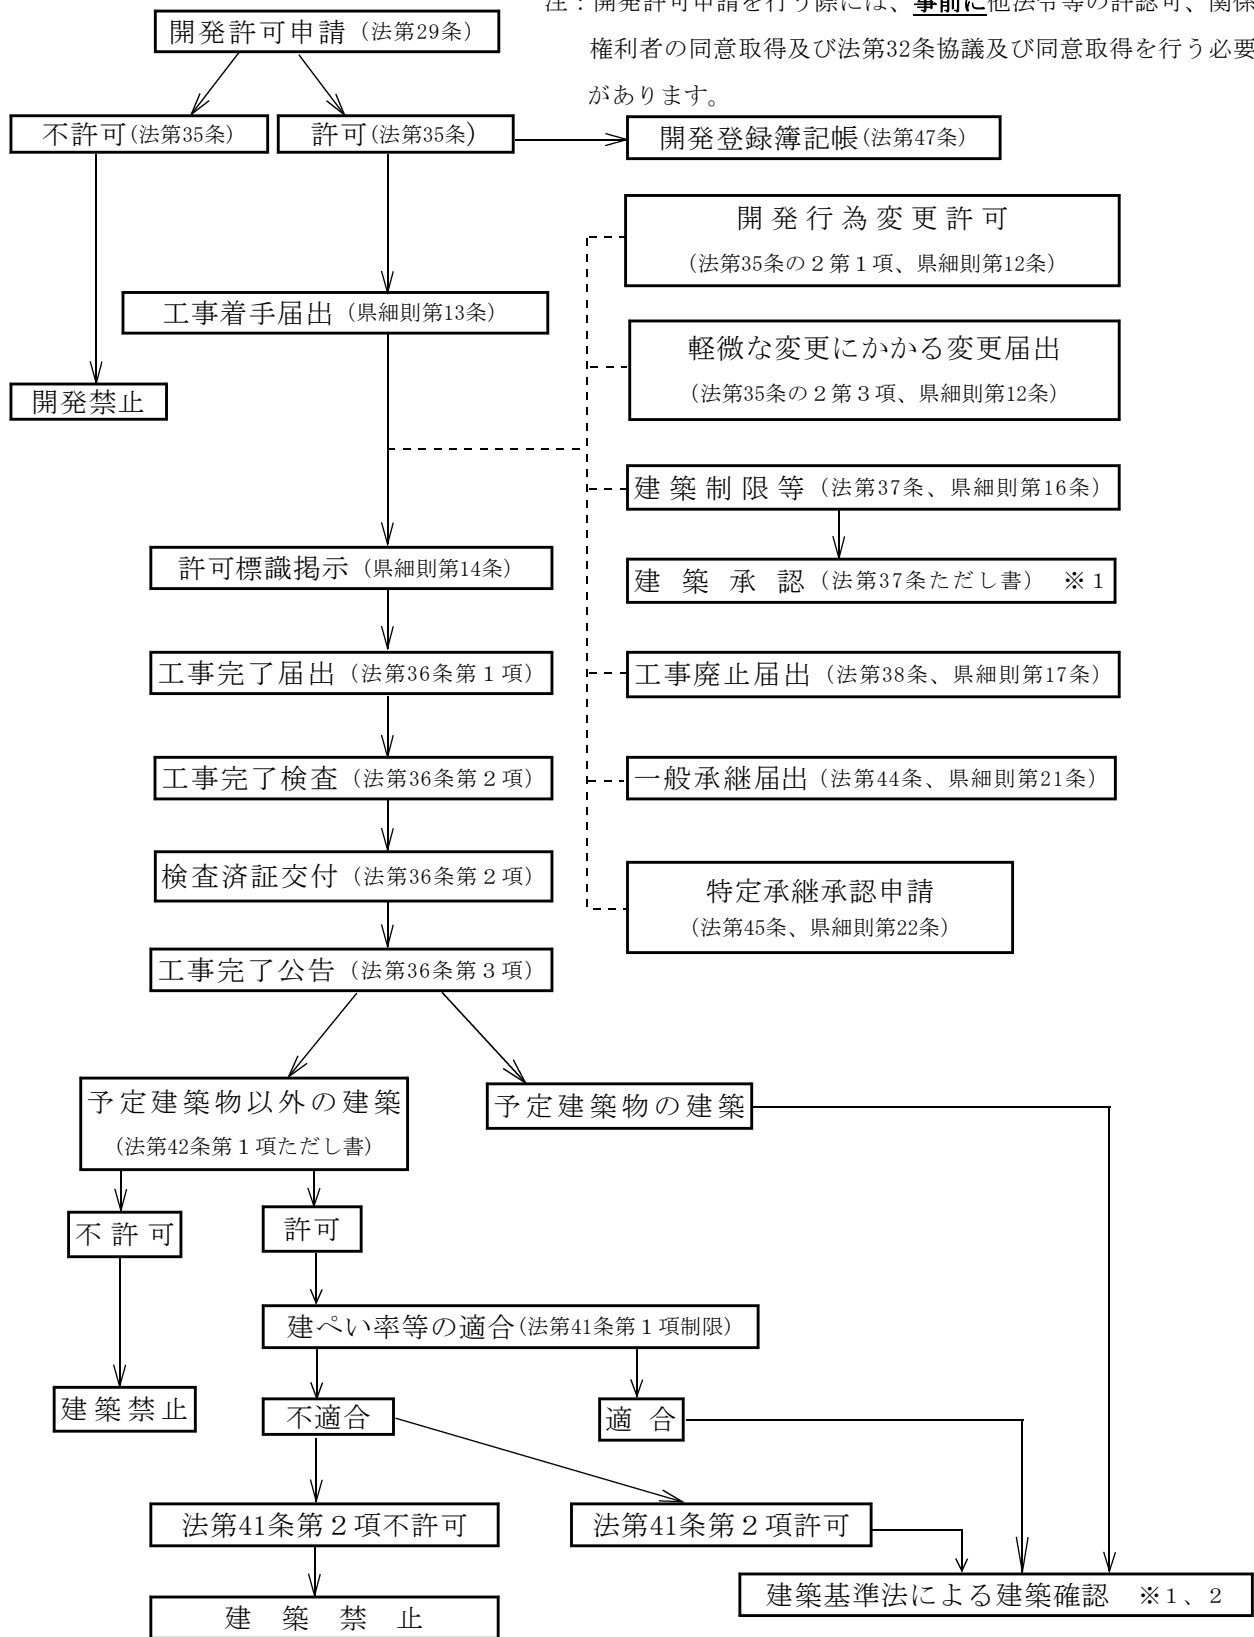 注：開発許可申請を行う際には、事前に他法令等の許認可、関係
権利者の同意取得及び法第32条協議及び同意取得を行う必要
があります。
開発許可申請（法第29条）
不許可(法第35条)
許可(法第35条)
開発登録簿記帳(法第47条)
開発行為変更許可
（法第35条の２第１項、県細則第12条）
工事着手届出（県細則第13条）
軽微な変更にかかる変更届出
（法第35条の２第３項、県細則第12条）
開発禁止
建築制限等（法第37条、県細則第16条）
許可標識掲示（県細則第14条）
建築承認（法第37条ただし書）　※１
工事完了届出（法第36条第１項）
工事廃止届出（法第38条、県細則第17条）
工事完了検査（法第36条第２項）
一般承継届出（法第44条、県細則第21条）
検査済証交付（法第36条第２項）
特定承継承認申請
（法第45条、県細則第22条）
工事完了公告（法第36条第３項）
予定建築物以外の建築
（法第42条第１項ただし書）
予定建築物の建築
不許可
許可
建ぺい率等の適合(法第41条第１項制限)
建築禁止
不適合
適合
法第41条第２項不許可
法第41条第２項許可
建築基準法による建築確認　※１、２
建築禁止